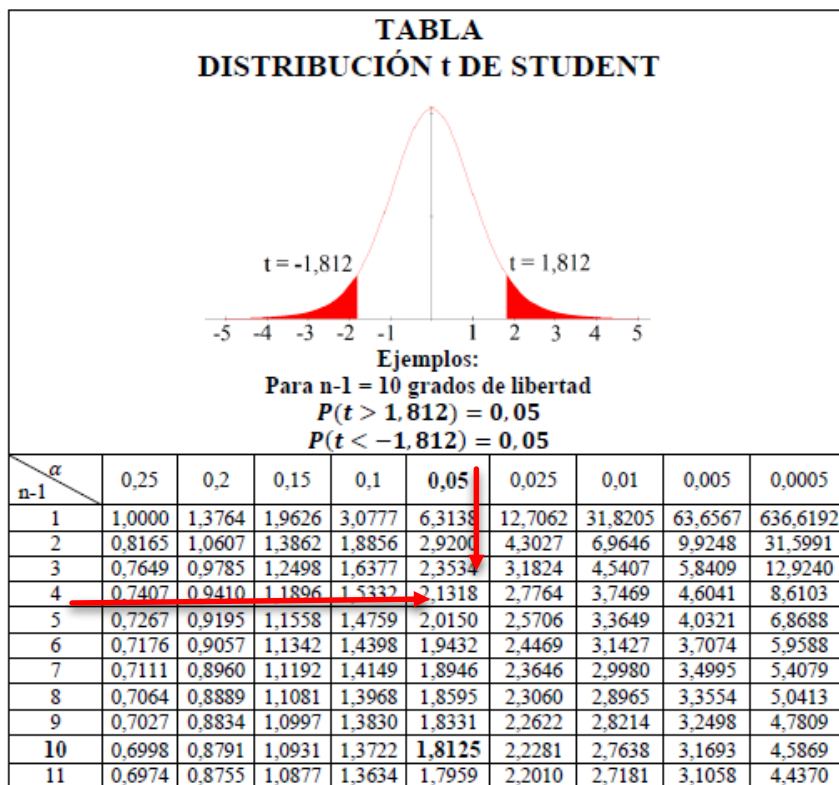 TABLA
DISTRIBUCIÓN t DE STUDENT
t = -1,812 t = 1,812
-5 -4 -3 -2 -1 1 2 3 4 5
Ejemplos:
Para n-1 = 10 grados de libertad
P(t > 1,812) = 0,05
P(t < −1,812) = 0,05
α n-1 0,25 0,2 0,15 0,1 0,05 0,025 0,01 0,005 0,0005
1 1,0000 1,3764 1,9626 3,0777 6,3138 12,7062 31,8205 63,6567 636,6192
2 0,8165 1,0607 1,3862 1,8856 2,9200 4,3027 6,9646 9,9248 31,5991
3 0,7649 0,9785 1,2498 1,6377 2,3534 3,1824 4,5407 5,8409 12,9240
4 0,7407 0,9410 1,1896 1,5332 2,1318 2,7764 3,7469 4,6041 8,6103
5 0,7267 0,9195 1,1558 1,4759 2,0150 2,5706 3,3649 4,0321 6,8688
6 0,7176 0,9057 1,1342 1,4398 1,9432 2,4469 3,1427 3,7074 5,9588
7 0,7111 0,8960 1,1192 1,4149 1,8946 2,3646 2,9980 3,4995 5,4079
8 0,7064 0,8889 1,1081 1,3968 1,8595 2,3060 2,8965 3,3554 5,0413
9 0,7027 0,8834 1,0997 1,3830 1,8331 2,2622 2,8214 3,2498 4,7809
10 0,6998 0,8791 1,0931 1,3722 1,8125 2,2281 2,7638 3,1693 4,5869
11 0,6974 0,8755 1,0877 1,3634 1,7959 2,2010 2,7181 3,1058 4,4370